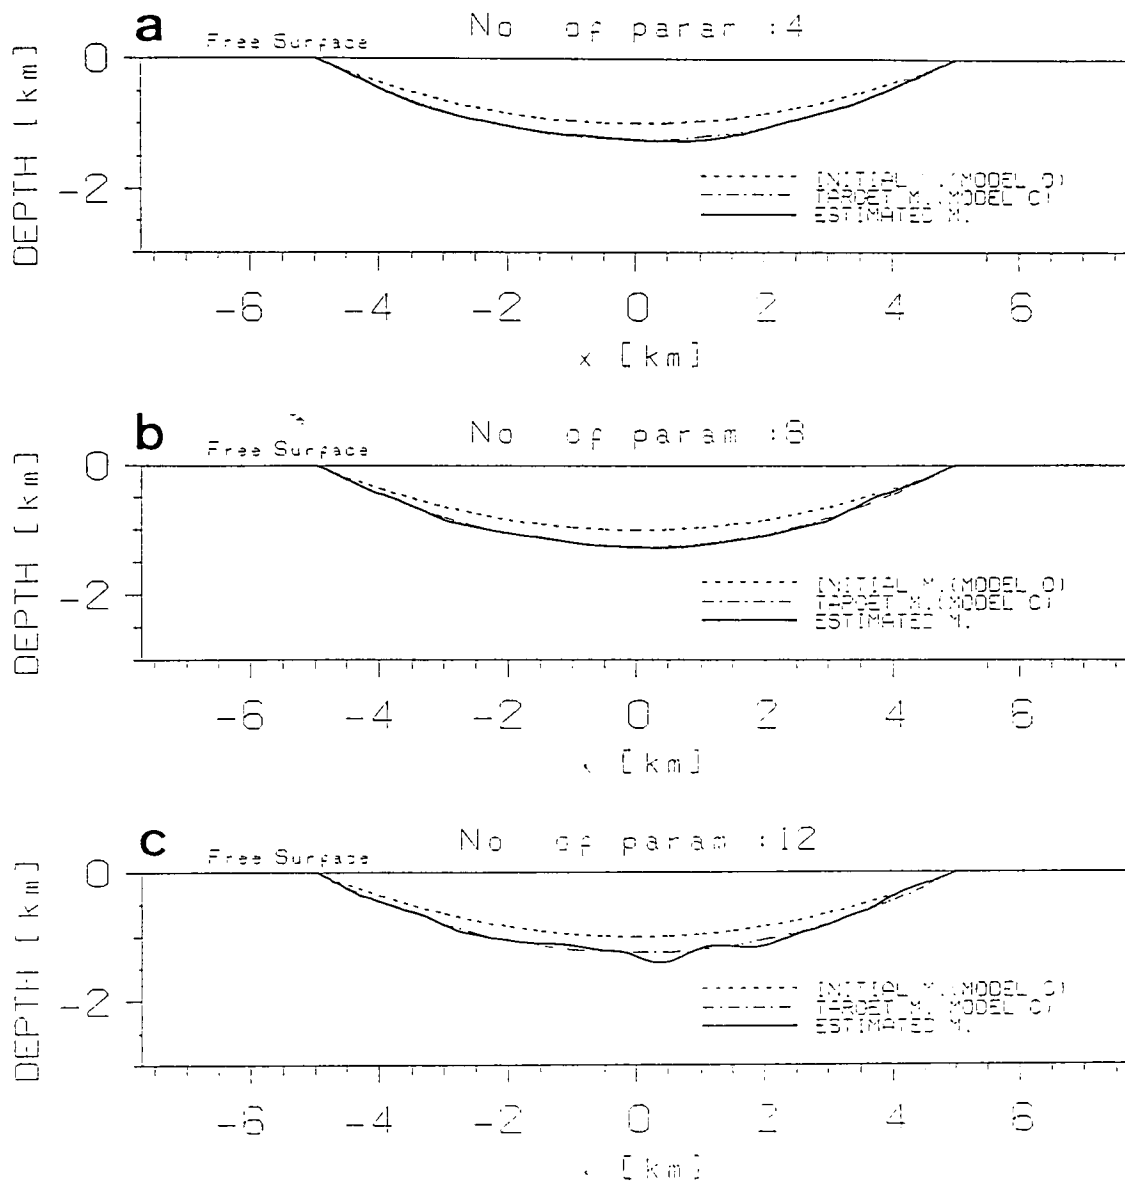 a
No of parar :4
Free Surface
0
-2
DEPTH [km]
INITIAL M.(MODEL 0)
TARGET M.(MODEL C)
ESTIMATED M.
-6 -4 -2 0 2 4 6
x [km]
b
No of param :8
Free Surface
0
-2
DEPTH [km]
INITIAL M.(MODEL 0)
TARGET M.(MODEL C)
ESTIMATED M.
-6 -4 -2 0 2 4 6
[km]
c
No of param :12
Free Surface
0
-2
DEPTH [km]
INITIAL M.(MODEL 0)
TARGET M.(MODEL C)
ESTIMATED M.
-6 -4 -2 0 2 4 6
[km]